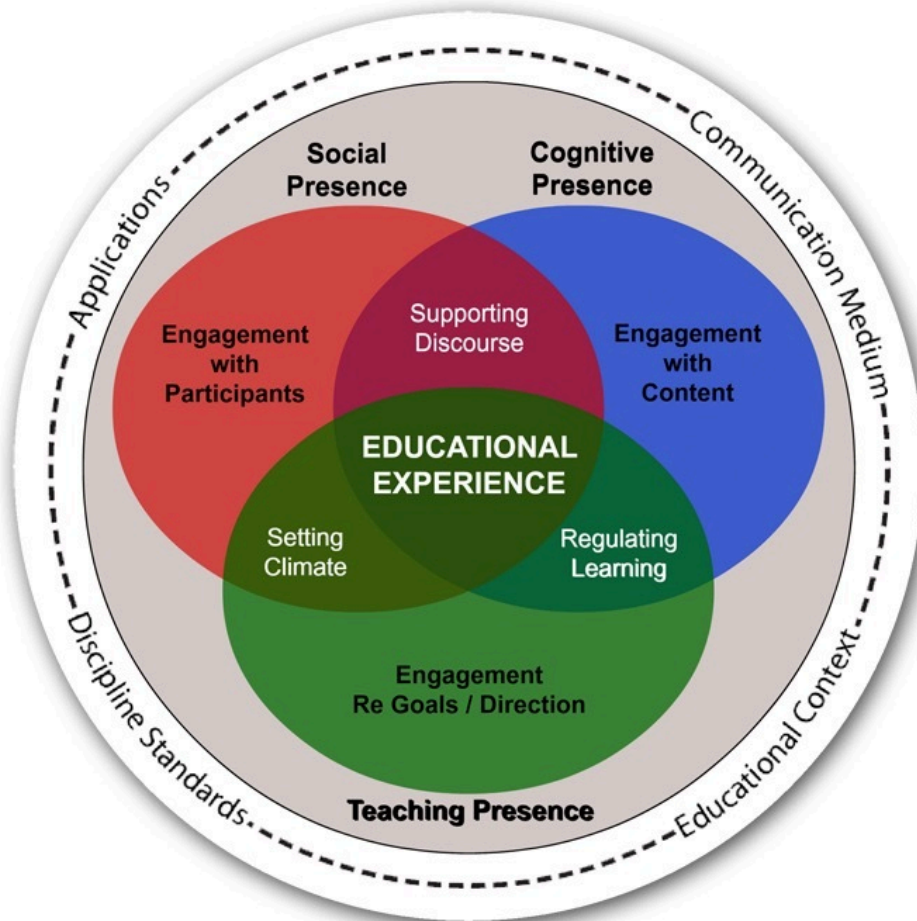 Social
Presence
Cognitive
Presence
Applications
Communication Medium
Engagement
with
Participants
Supporting
Discourse
Engagement
with
Content
EDUCATIONAL
EXPERIENCE
Setting
Climate
Regulating
Learning
Engagement
Re Goals / Direction
Teaching Presence
Discipline Standards
Educational Context